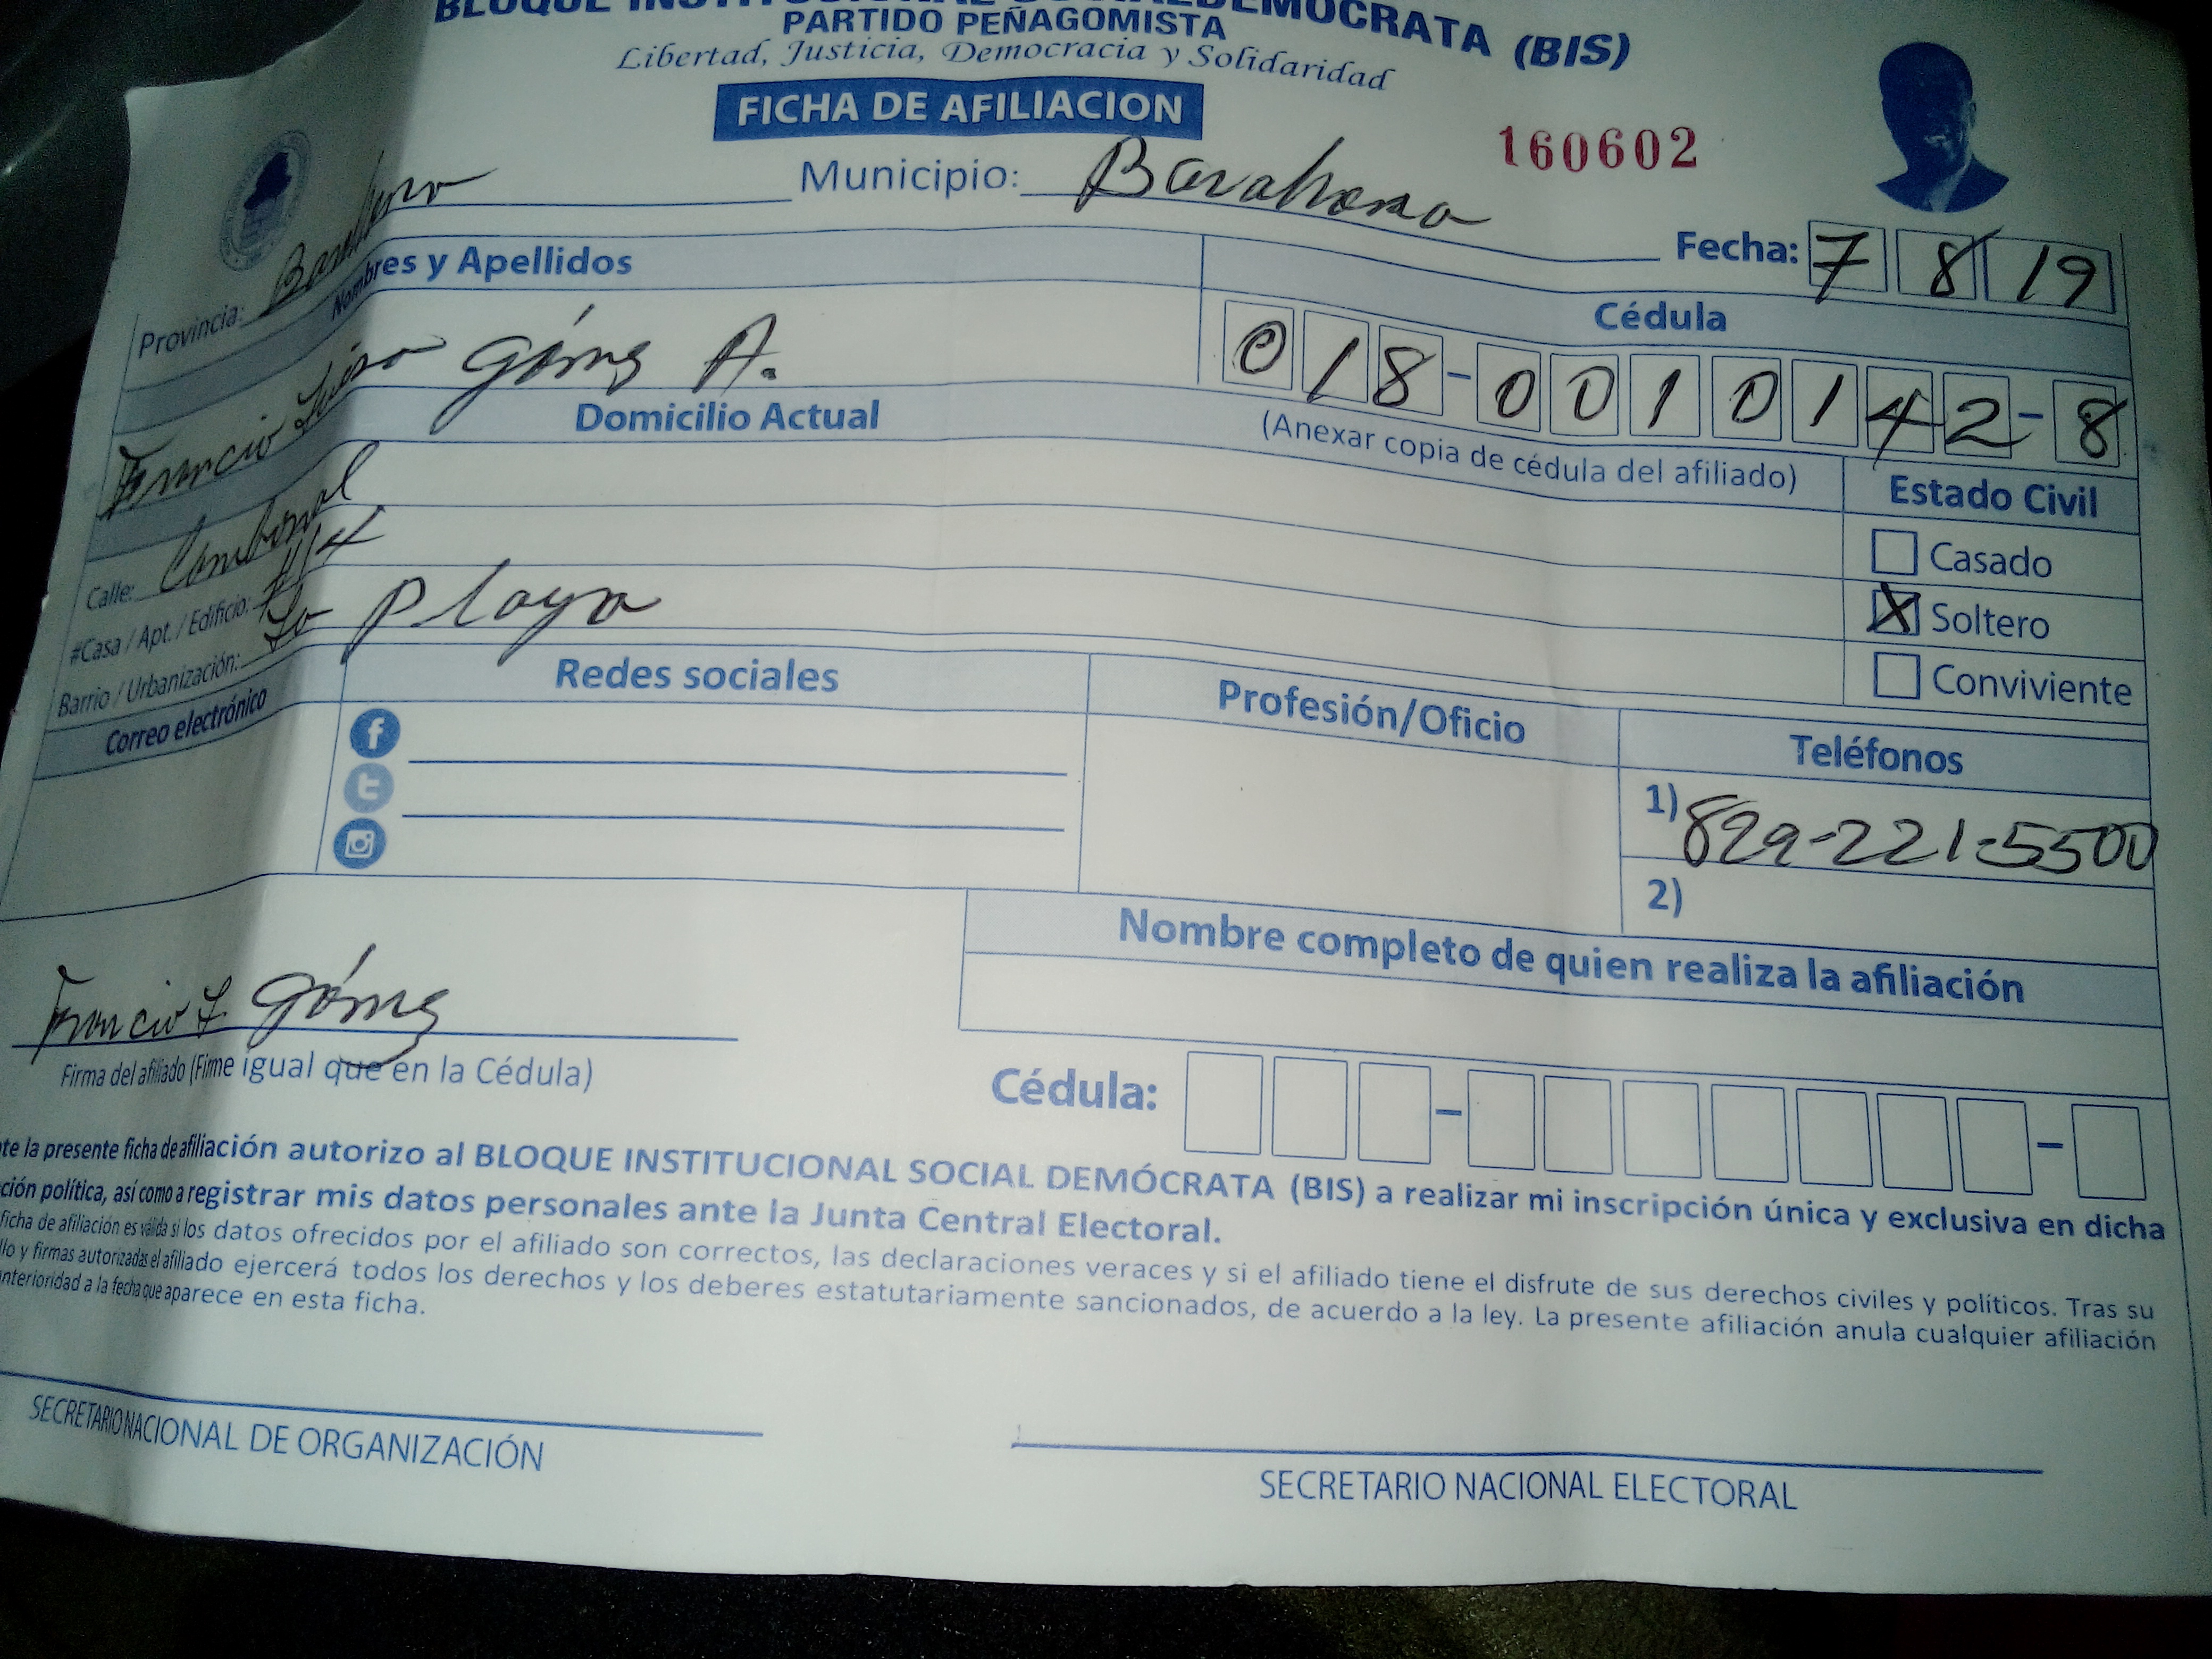 BLOQUE INSTITUCIONAL SOCIALDEMOCRATA (BIS)
PARTIDO PEÑAGOMISTA
Libertad, Justicia, Democracia y Solidaridad
FICHA DE AFILIACION
160602
Provincia: Barahona Municipio: Barahona
Fecha: 7 8 19
Nombres y Apellidos Cédula
Gómez A. 018-0010142-8
Domicilio Actual (Anexar copia de cédula del afiliado)
Estado Civil
Calle:
Casado
#Casa / Apt. / Edificio: #14
Soltero
Barrio / Urbanización: La Playa
Conviviente
Correo electrónico Redes sociales Profesión/Oficio Teléfonos
1) 829-221-5500
2)
Nombre completo de quien realiza la afiliación
Gómez
Firma del afiliado (Firme igual que en la Cédula)
Cédula:
la presente ficha de afiliación autorizo al BLOQUE INSTITUCIONAL SOCIAL DEMÓCRATA (BIS) a realizar mi inscripción única y exclusiva en dicha
política, así como a registrar mis datos personales ante la Junta Central Electoral.
ficha de afiliación es válida si los datos ofrecidos por el afiliado son correctos, las declaraciones veraces y si el afiliado tiene el disfrute de sus derechos civiles y políticos. Tras su
y firmas autorizadas el afiliado ejercerá todos los derechos y los deberes estatutariamente sancionados, de acuerdo a la ley. La presente afiliación anula cualquier afiliación
anterioridad a la fecha que aparece en esta ficha.
SECRETARIO NACIONAL DE ORGANIZACIÓN
SECRETARIO NACIONAL ELECTORAL